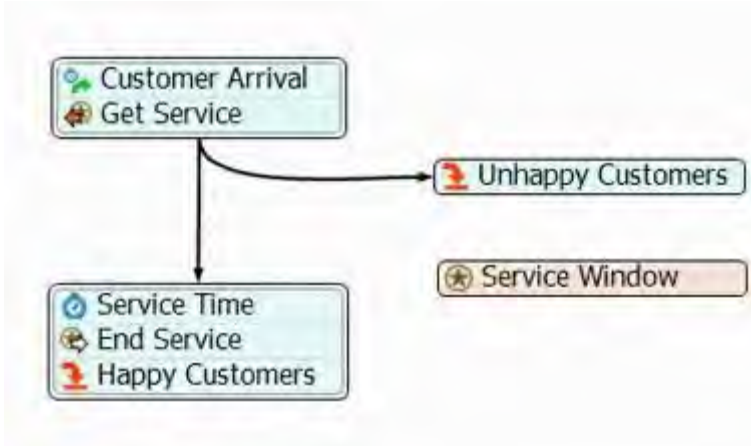 Customer Arrival
Get Service
Unhappy Customers
Service Window
Service Time
End Service
Happy Customers